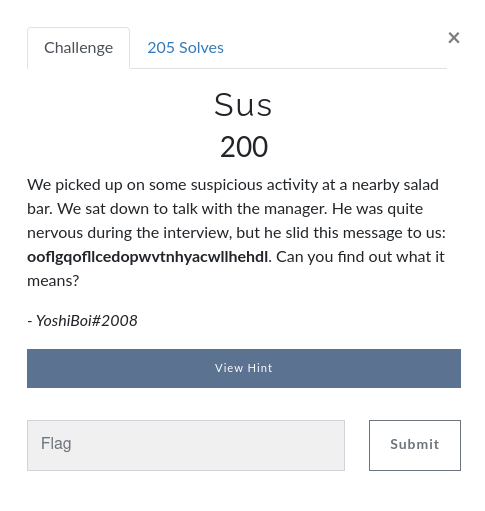 Challenge
205 Solves
×
Sus
200
We picked up on some suspicious activity at a nearby salad
bar. We sat down to talk with the manager. He was quite
nervous during the interview, but he slid this message to us:
ooflgqofllcedopwvtnhyacwllhehdl. Can you find out what it
means?
- YoshiBoi#2008
View Hint
Flag
Submit